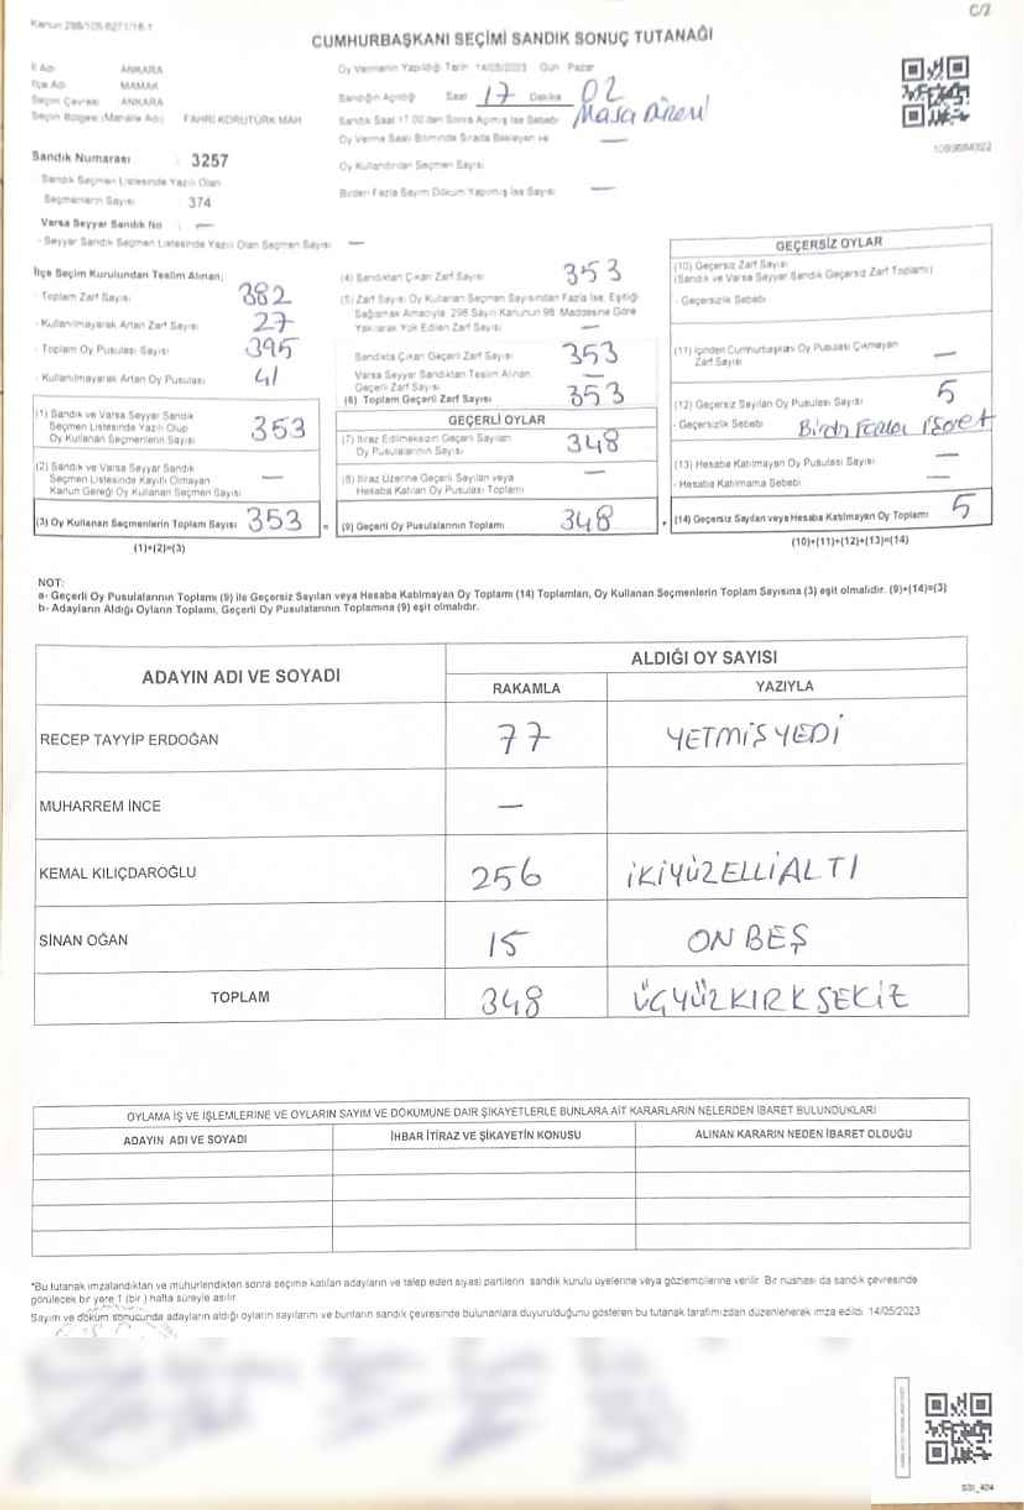 Kanun 298/105-6271/16-1
C/2
CUMHURBAŞKANI SEÇİMİ SANDIK SONUÇ TUTANAĞI
İl Adı ANKARA
İlçe Adı MAMAK
Seçim Çevresi ANKARA
Seçim Bölgesi (Mahalle Adı) FAHRİ KORUTÜRK MAH
Oy Vermenin Yapıldığı Tarih 14/05/2023 Gün Pazar
Sandığın Açıldığı Saat 17 Dakika 02
Sandık Saat 17.00'den Sonra Açılmış İse Sebebi Masa Düzeni
Oy Verme Saati Bitiminde Sırada Bekleyen ve —
Oy Kullandırılan Seçmen Sayısı
Birden Fazla Sayım Döküm Yapılmış İse Sayısı —
Sandık Numarası : 3257
Sandık Seçmen Listesinde Yazılı Olan
Seçmenlerin Sayısı : 374
Varsa Seyyar Sandık No : —
- Seyyar Sandık Seçmen Listesinde Yazılı Olan Seçmen Sayısı —
İlçe Seçim Kurulundan Teslim Alınan;
- Toplam Zarf Sayısı 382
- Kullanılmayarak Artan Zarf Sayısı 27
- Toplam Oy Pusulası Sayısı 395
- Kullanılmayarak Artan Oy Pusulası 41
(1) Sandık ve Varsa Seyyar Sandık
Seçmen Listesinde Yazılı Olup
Oy Kullanan Seçmenlerin Sayısı 353
(2) Sandık ve Varsa Seyyar Sandık
Seçmen Listesinde Kayıtlı Olmayan
Kanun Gereği Oy Kullanan Seçmen Sayısı —
(3) Oy Kullanan Seçmenlerin Toplam Sayısı 353
(1)+(2)=(3)
(4) Sandıktan Çıkan Zarf Sayısı 353
(5) Zarf Sayısı Oy Kullanan Seçmen Sayısından Fazla İse, Eşitliği
Sağlamak Amacıyla 298 Sayılı Kanunun 98. Maddesine Göre
Yakılarak Yok Edilen Zarf Sayısı —
Sandıkta Çıkan Geçerli Zarf Sayısı 353
Varsa Seyyar Sandıktan Teslim Alınan
Geçerli Zarf Sayısı —
(6) Toplam Geçerli Zarf Sayısı 353
GEÇERLİ OYLAR
(7) İtiraz Edilmeksizin Geçerli Sayılan
Oy Pusulalarının Sayısı 348
(8) İtiraz Üzerine Geçerli Sayılan veya
Hesaba Katılan Oy Pusulası Toplamı —
= (9) Geçerli Oy Pusulalarının Toplamı 348
GEÇERSİZ OYLAR
(10) Geçersiz Zarf Sayısı
(Sandık ve Varsa Seyyar Sandık Geçersiz Zarf Toplamı)
- Geçersizlik Sebebi
(11) İçinden Cumhurbaşkanı Oy Pusulası Çıkmayan
Zarf Sayısı —
(12) Geçersiz Sayılan Oy Pusulası Sayısı 5
- Geçersizlik Sebebi Birdn Fazla işaret
(13) Hesaba Katılmayan Oy Pusulası Sayısı —
- Hesaba Katılmama Sebebi —
+ (14) Geçersiz Sayılan veya Hesaba Katılmayan Oy Toplamı 5
(10)+(11)+(12)+(13)=(14)
NOT:
a- Geçerli Oy Pusulalarının Toplamı (9) ile Geçersiz Sayılan veya Hesaba Katılmayan Oy Toplamı (14) Toplamları, Oy Kullanan Seçmenlerin Toplam Sayısına (3) eşit olmalıdır. (9)+(14)=(3)
b- Adayların Aldığı Oyların Toplamı, Geçerli Oy Pusulalarının Toplamına (9) eşit olmalıdır.
ADAYIN ADI VE SOYADI
ALDIĞI OY SAYISI
RAKAMLA YAZIYLA
RECEP TAYYİP ERDOĞAN 77 YETMİŞYEDİ
MUHARREM İNCE —
KEMAL KILIÇDAROĞLU 256 İKİYÜZELLİALTI
SİNAN OĞAN 15 ON BEŞ
TOPLAM 348 ÜÇYÜZKIRKSEKİZ
OYLAMA İŞ VE İŞLEMLERİNE VE OYLARIN SAYIM VE DÖKÜMÜNE DAİR ŞİKAYETLERLE BUNLARA AİT KARARLARIN NELERDEN İBARET BULUNDUKLARI
ADAYIN ADI VE SOYADI İHBAR İTİRAZ VE ŞİKAYETİN KONUSU ALINAN KARARIN NEDEN İBARET OLDUĞU
*Bu tutanak imzalandıktan ve mühürlendikten sonra seçime katılan adayların ve talep eden siyasi partilerin sandık kurulu üyelerine veya gözlemcilerine verilir. Bir nüshası da sandık çevresinde
görülecek bir yere 1 (bir) hafta süreyle asılır.
Sayım ve döküm sonucunda adayların aldığı oyların sayılarını ve bunların sandık çevresinde bulunanlara duyurulduğunu gösteren bu tutanak tarafımızdan düzenlenerek imza edildi. 14/05/2023